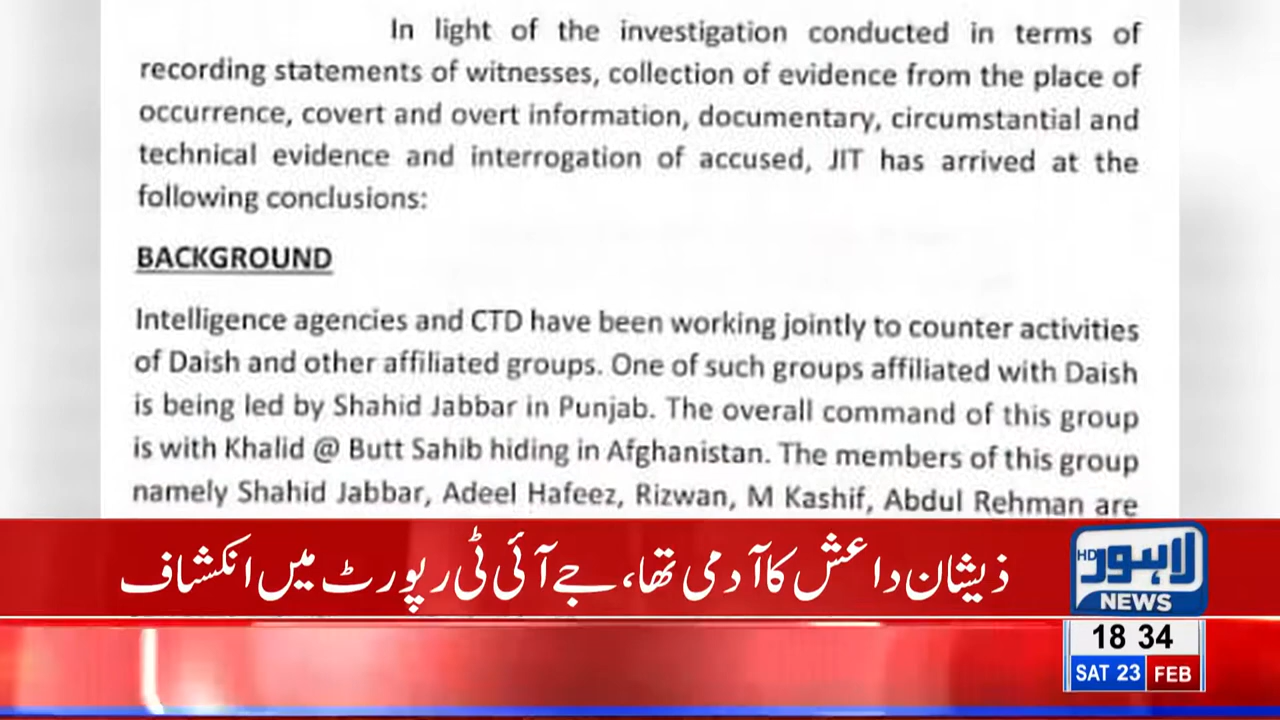 In light of the investigation conducted in terms of
recording statements of witnesses, collection of evidence from the place of
occurrence, covert and overt information, documentary, circumstantial and
technical evidence and interrogation of accused, JIT has arrived at the
following conclusions:
BACKGROUND
Intelligence agencies and CTD have been working jointly to counter activities
of Daish and other affiliated groups. One of such groups affiliated with Daish
is being led by Shahid Jabbar in Punjab. The overall command of this group
is with Khalid @ Butt Sahib hiding in Afghanistan. The members of this group
namely Shahid Jabbar, Adeel Hafeez, Rizwan, M Kashif, Abdul Rehman are
ذیشان داعش کا آدمی تھا، جے آئی ٹی رپورٹ میں انکشاف
HD لاہور
NEWS
18 34
SAT 23 FEB